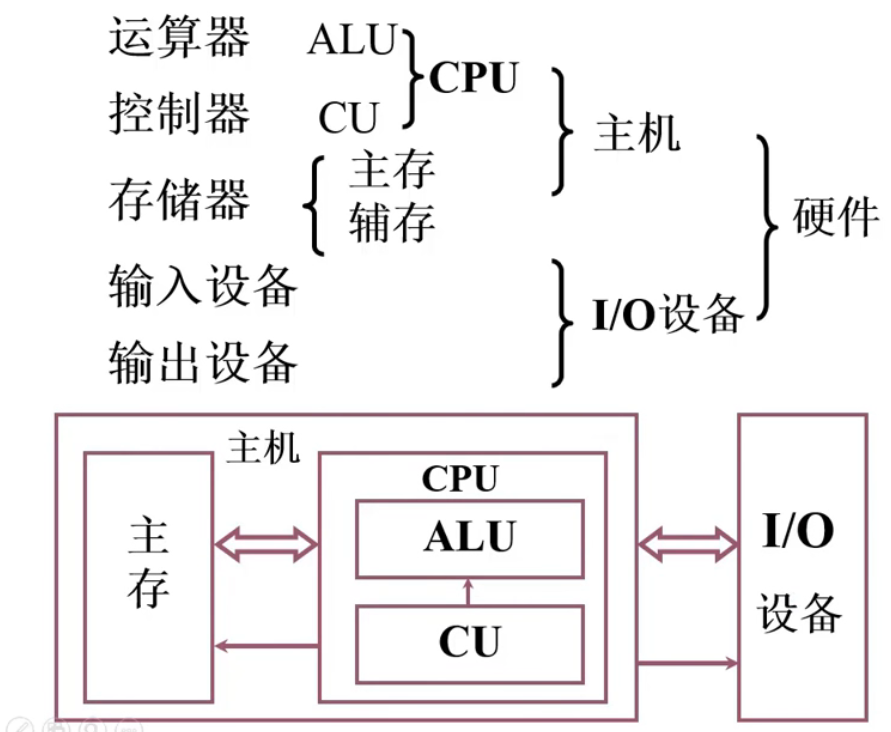 运算器 ALU
CPU
控制器 CU
主机
存储器 主存
辅存
硬件
输入设备
I/O设备
输出设备
主机
CPU
主存
ALU
CU
I/O
设备